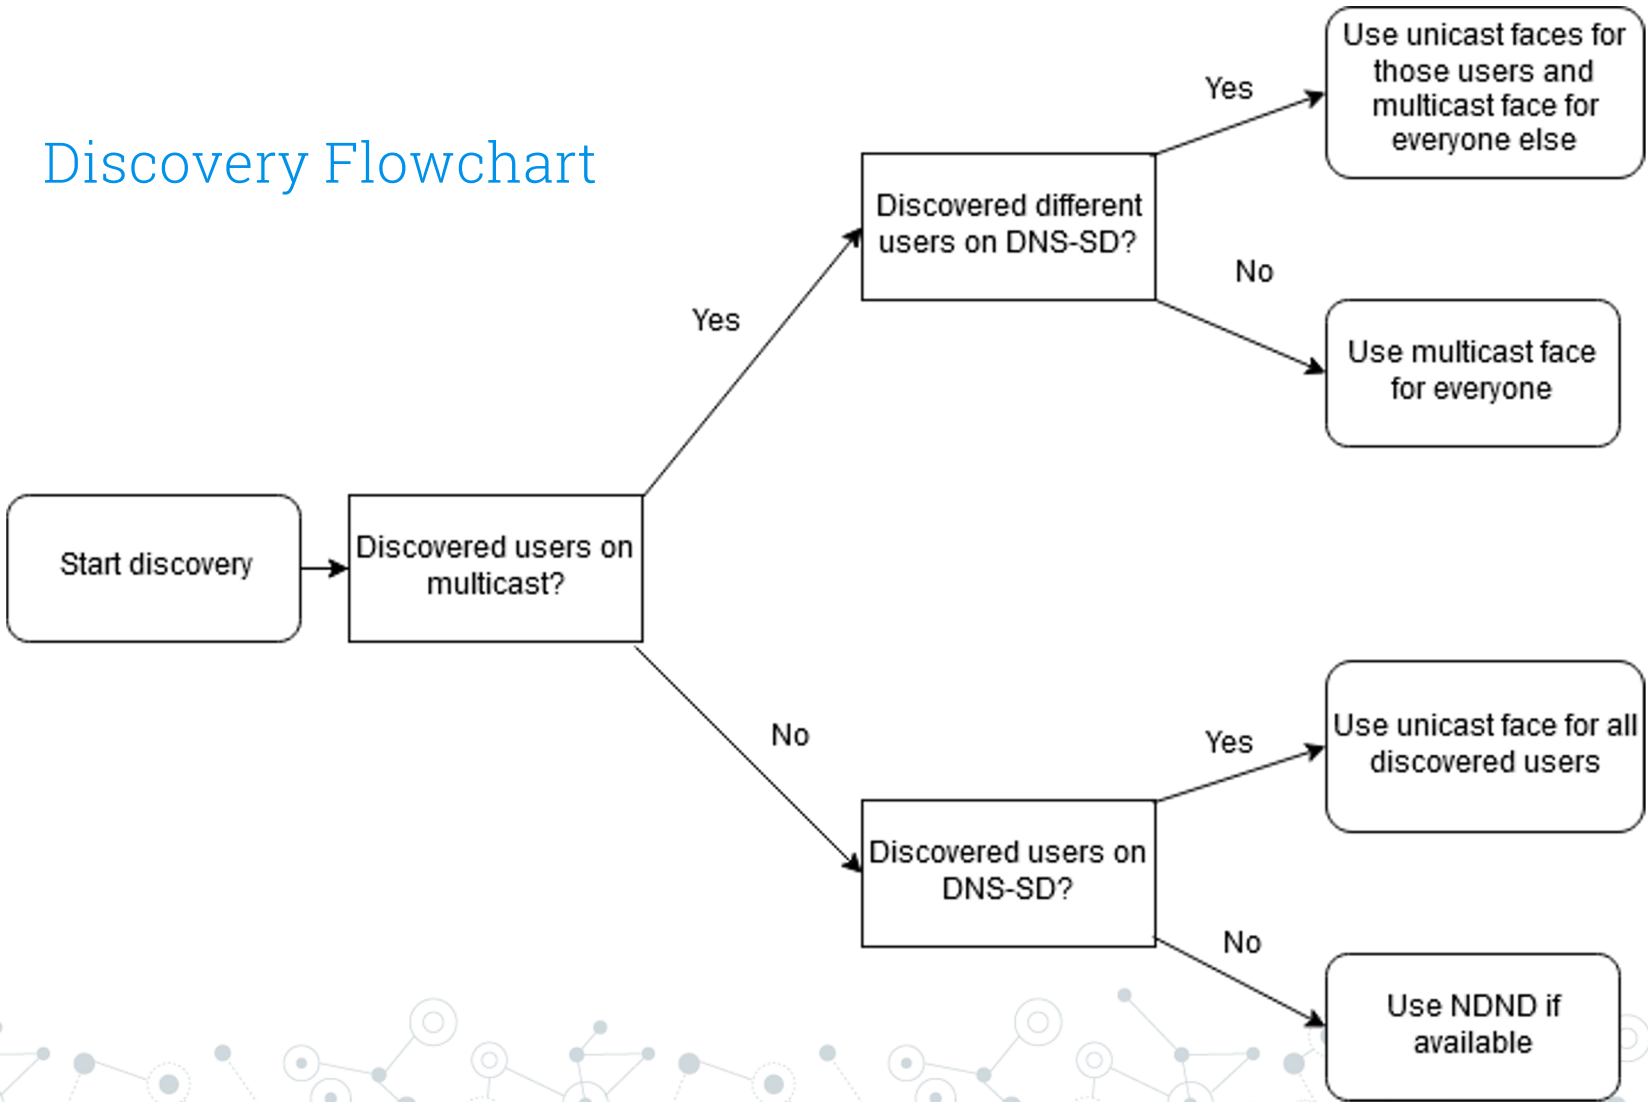 Discovery Flowchart
Start discovery
Discovered users on
multicast?
Yes
No
Discovered different
users on DNS-SD?
Yes
No
Use unicast faces for
those users and
multicast face for
everyone else
Use multicast face
for everyone
Discovered users on
DNS-SD?
Yes
No
Use unicast face for all
discovered users
Use NDND if
available